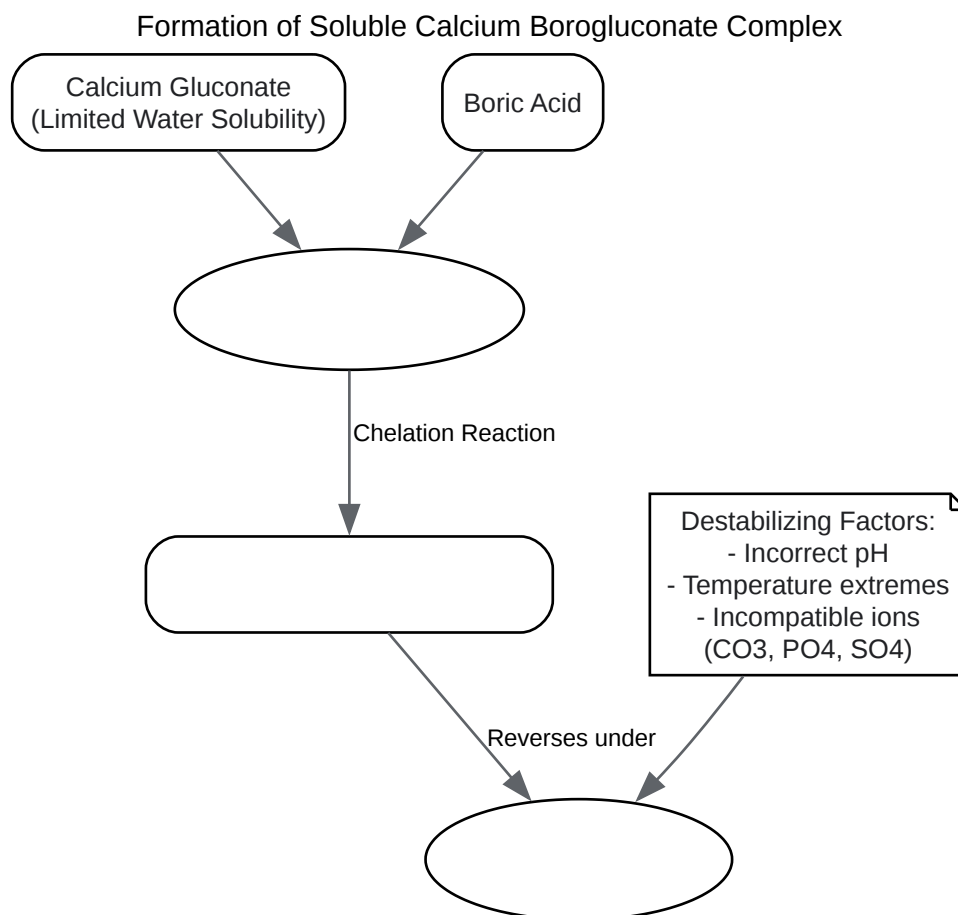 Formation of Soluble Calcium Borogluconate Complex
Calcium Gluconate
(Limited Water Solubility)
Boric Acid
Chelation Reaction
Destabilizing Factors:
- Incorrect pH
- Temperature extremes
- Incompatible ions
(CO3, PO4, SO4)
Reverses under